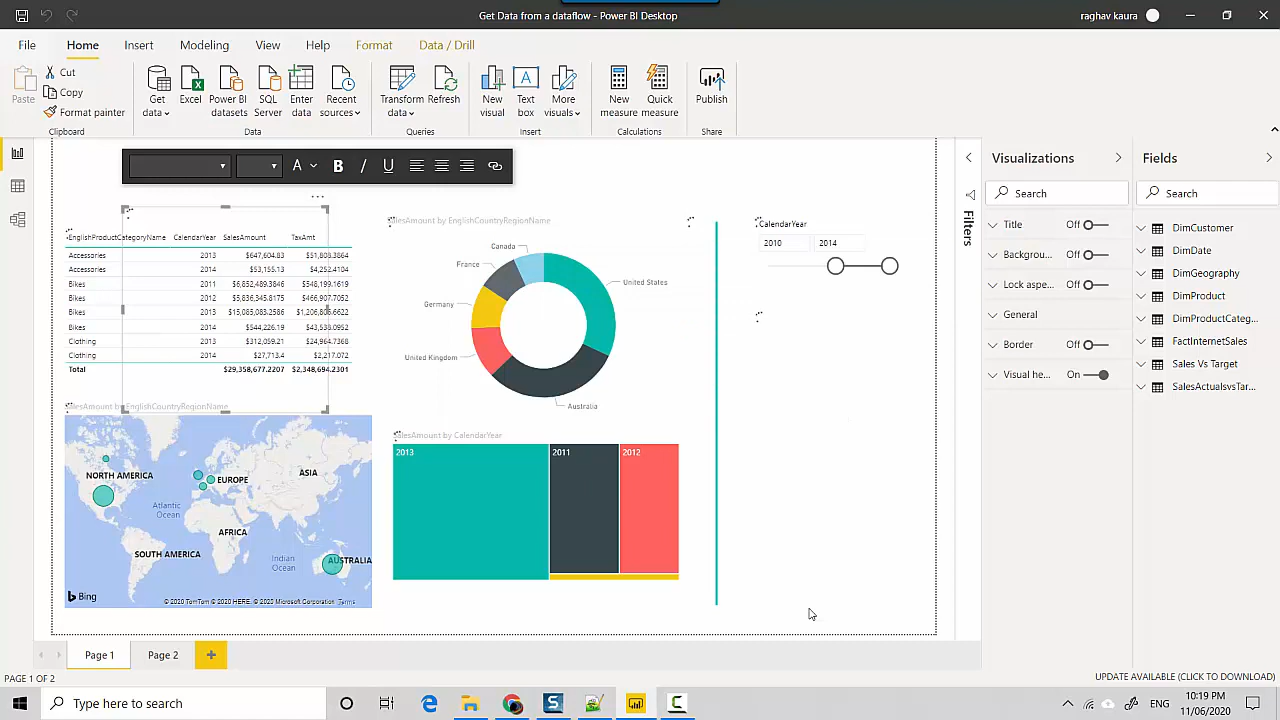 Get Data from a dataflow - Power BI Desktop
raghav kaura
File Home Insert Modeling View Help Format Data / Drill
Paste
Cut
Copy
Format painter
Clipboard
Get data
Excel
Power BI datasets
SQL Server
Enter data
Recent sources
Data
Transform data
Refresh
Queries
New visual
Text box
More visuals
Insert
New measure
Quick measure
Calculations
Publish
Share
A B / U
EnglishProductCategoryName CalendarYear SalesAmount TaxAmt
Accessories 2013 $647,604.83 $51,808.3864
Accessories 2014 $53,155.13 $4,252.4104
Bikes 2011 $6,852,489.3846 $548,199.1619
Bikes $5,836,345.8175 $466,907.7052
Bikes 2013 $1,206,806.6622
Bikes 2014 $544,226.19
Clothing 2013 $312,059.21 $24,964.7368
Clothing 2014 $27,713.4 $2,217.072
Total $29,358,677.2207 $2,348,694.2301
SalesAmount by EnglishCountryRegionName
Canada
France
Germany
United Kingdom
United States
Australia
CalendarYear
2010 2014
SalesAmount by EnglishCountryRegionName
NORTH AMERICA
EUROPE
ASIA
Atlantic Ocean
AFRICA
SOUTH AMERICA
Indian Ocean
AUSTRALIA
Bing
© 2020 TomTom © 2020 HERE, © 2020 Microsoft Corporation Terms
SalesAmount by CalendarYear
2013 2011 2012
Filters
Visualizations
Search
Title Off
Backgrou... Off
Lock aspe... Off
General
Border Off
Visual he... On
Fields
Search
DimCustomer
DimDate
DimGeography
DimProduct
DimProductCateg...
FactInternetSales
Sales Vs Target
SalesActualsvsTar...
Page 1 Page 2 +
PAGE 1 OF 2
UPDATE AVAILABLE (CLICK TO DOWNLOAD)
Type here to search
ENG
10:19 PM
11/06/2020